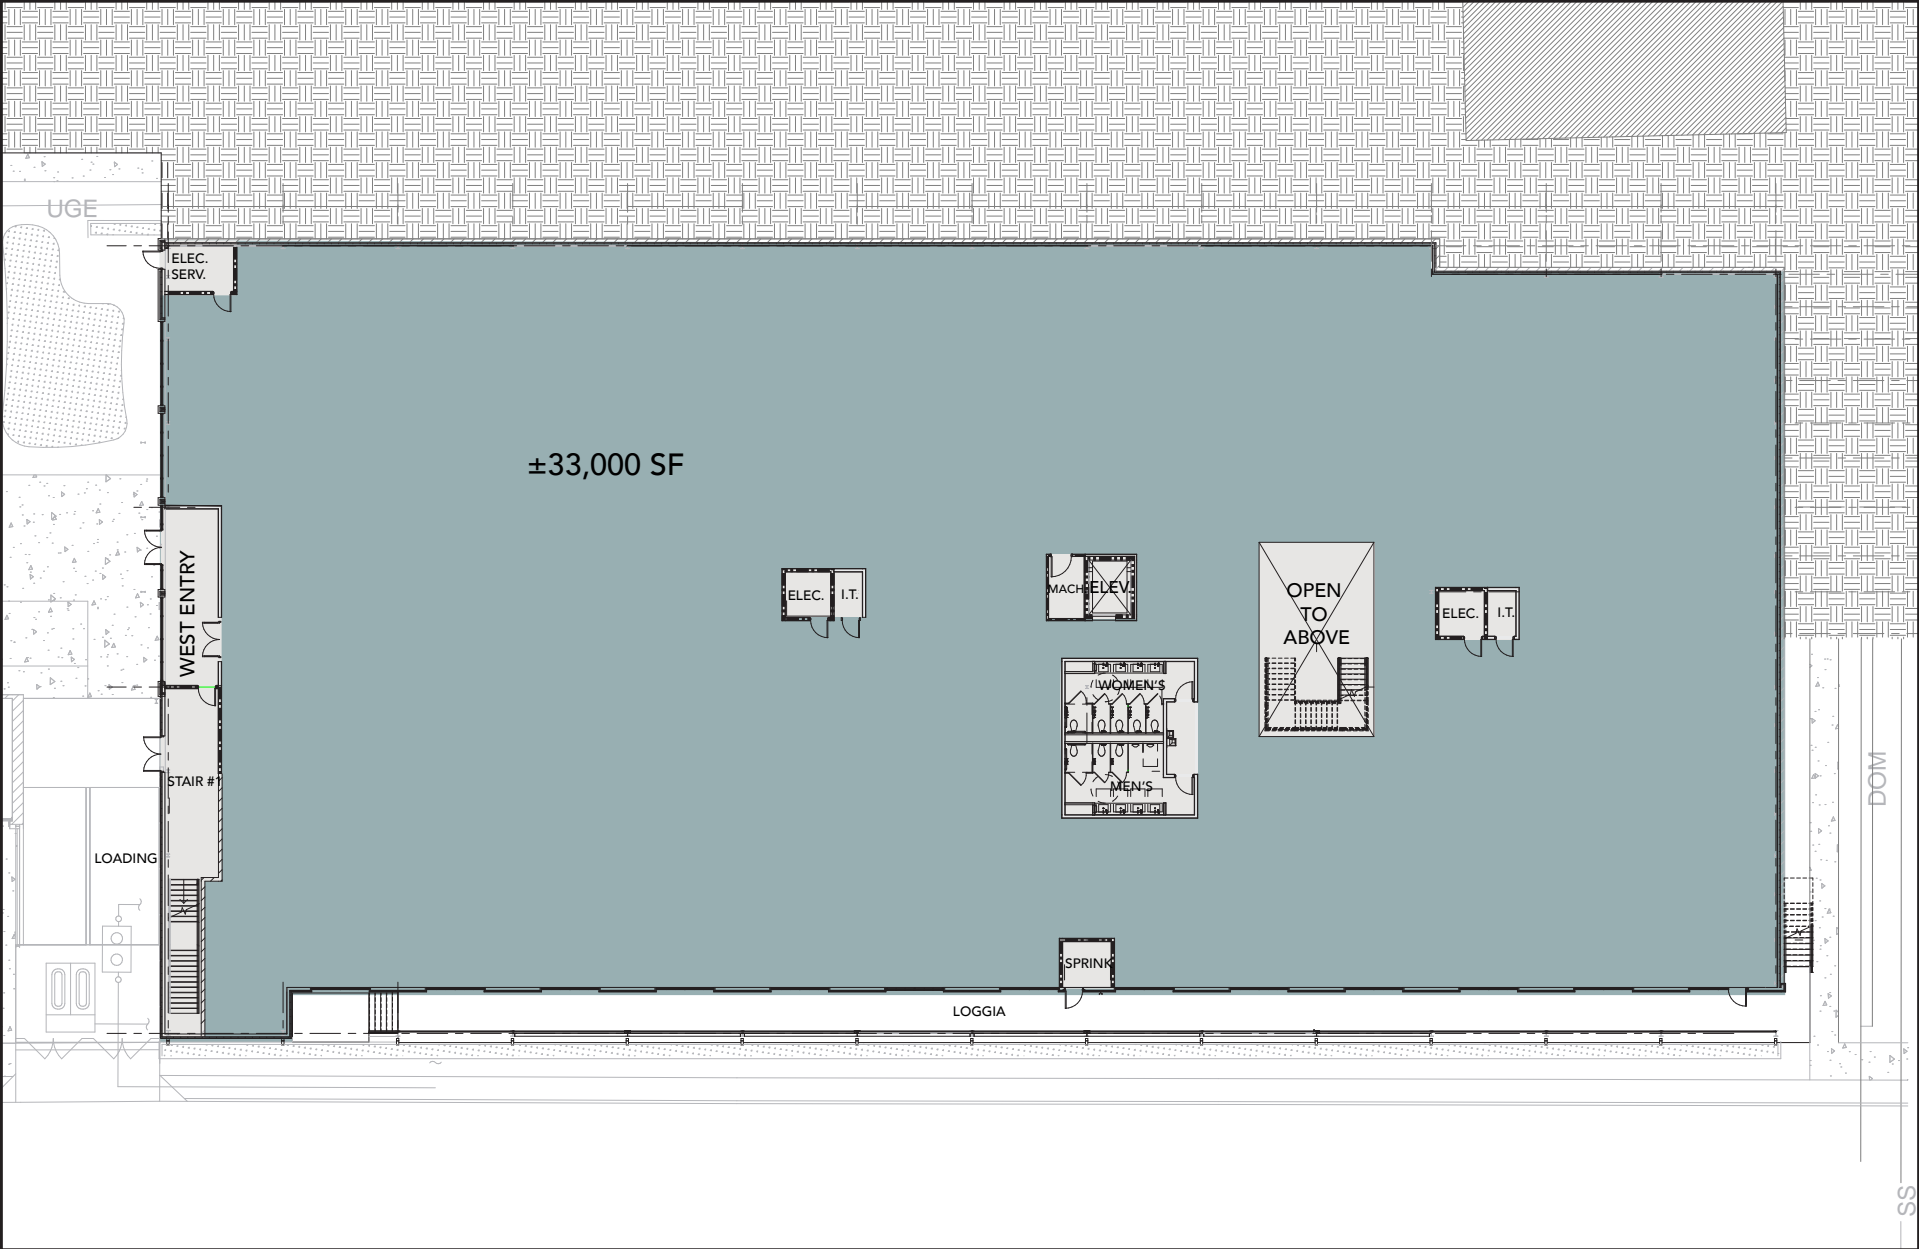 UGE
ELEC.
SERV.
±33,000 SF
WEST ENTRY
ELEC.
I.T.
MACH
ELEV.
OPEN
TO
ABOVE
ELEC.
I.T.
WOMEN'S
MEN'S
STAIR #1
DOM
LOADING
SPRINK
LOGGIA
SS